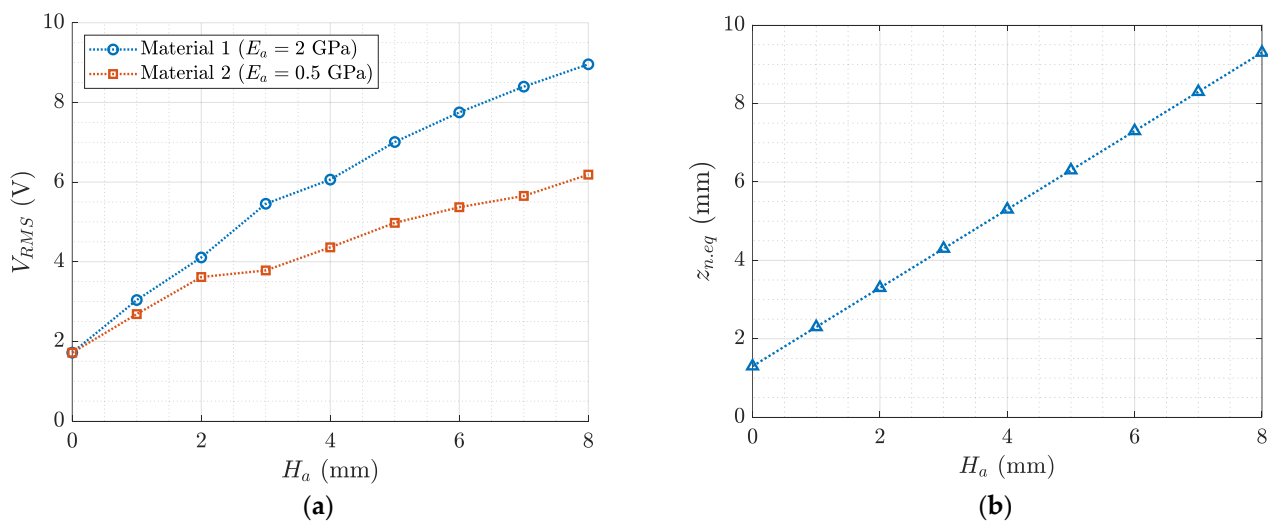 10
8
6
4
2
0
V_RMS (V)
Material 1 (E_a = 2 GPa)
Material 2 (E_a = 0.5 GPa)
0 2 4 6 8
H_a (mm)
(a)
10
8
6
4
2
0
z_n.eq (mm)
0 2 4 6 8
H_a (mm)
(b)